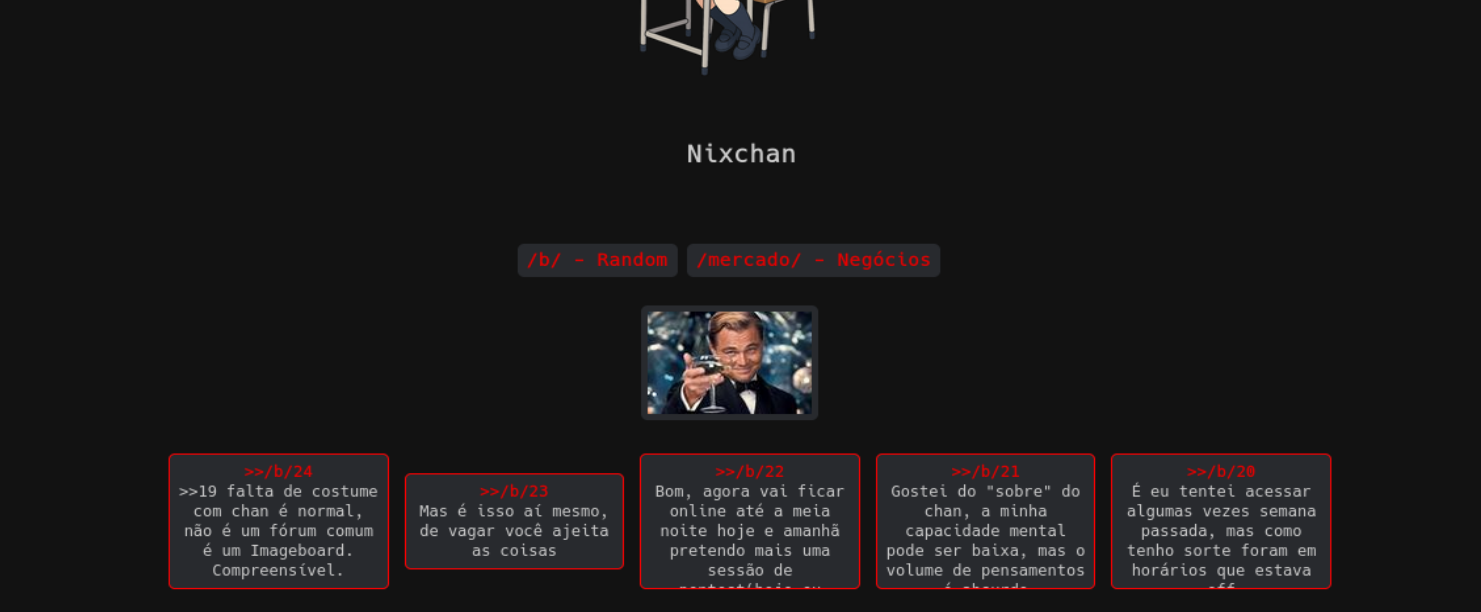 Nixchan
/b/ - Random
/mercado/ - Negócios
>>/b/24
>>19 falta de costume
com chan é normal,
não é um fórum comum
é um Imageboard.
Compreensível.
>>/b/23
Mas é isso aí mesmo,
de vagar você ajeita
as coisas
>>/b/22
Bom, agora vai ficar
online até a meia
noite hoje e amanhã
pretendo mais uma
sessão de
>>/b/21
Gostei do "sobre" do
chan, a minha
capacidade mental
pode ser baixa, mas o
volume de pensamentos
é absurdo
>>/b/20
É eu tentei acessar
algumas vezes semana
passada, mas como
tenho sorte foram em
horários que estava
off